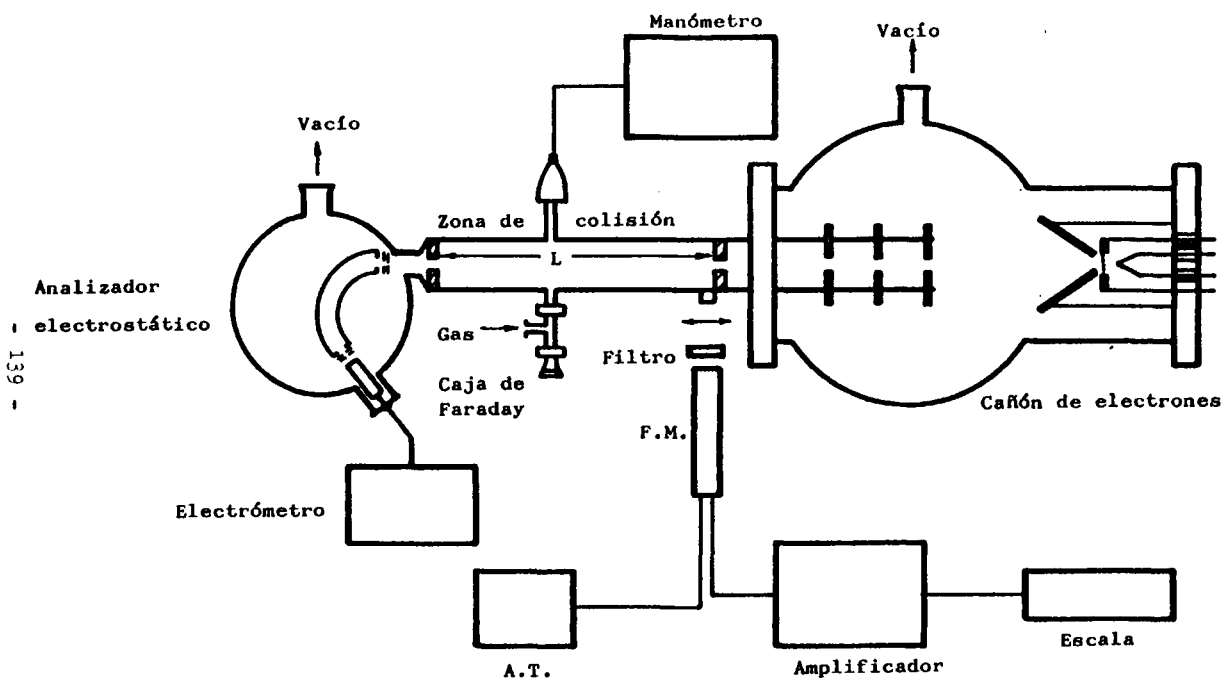 Manómetro
Vacío
Vacío
Zona de colisión
L
Analizador
electrostático
Gas
Filtro
Caja de
Faraday
Cañón de electrones
F.M.
Electrómetro
Escala
Amplificador
A.T.
- 139 -